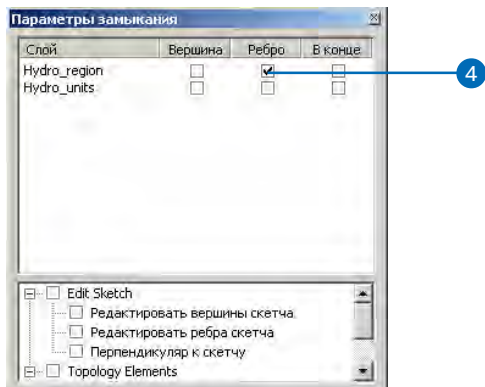 Параметры замыкания
Слой Вершина Ребро В конце
Hydro_region
4
Hydro_units
Edit Sketch
Редактировать вершины скетча
Редактировать ребра скетча
Перпендикуляр к скетчу
Topology Elements